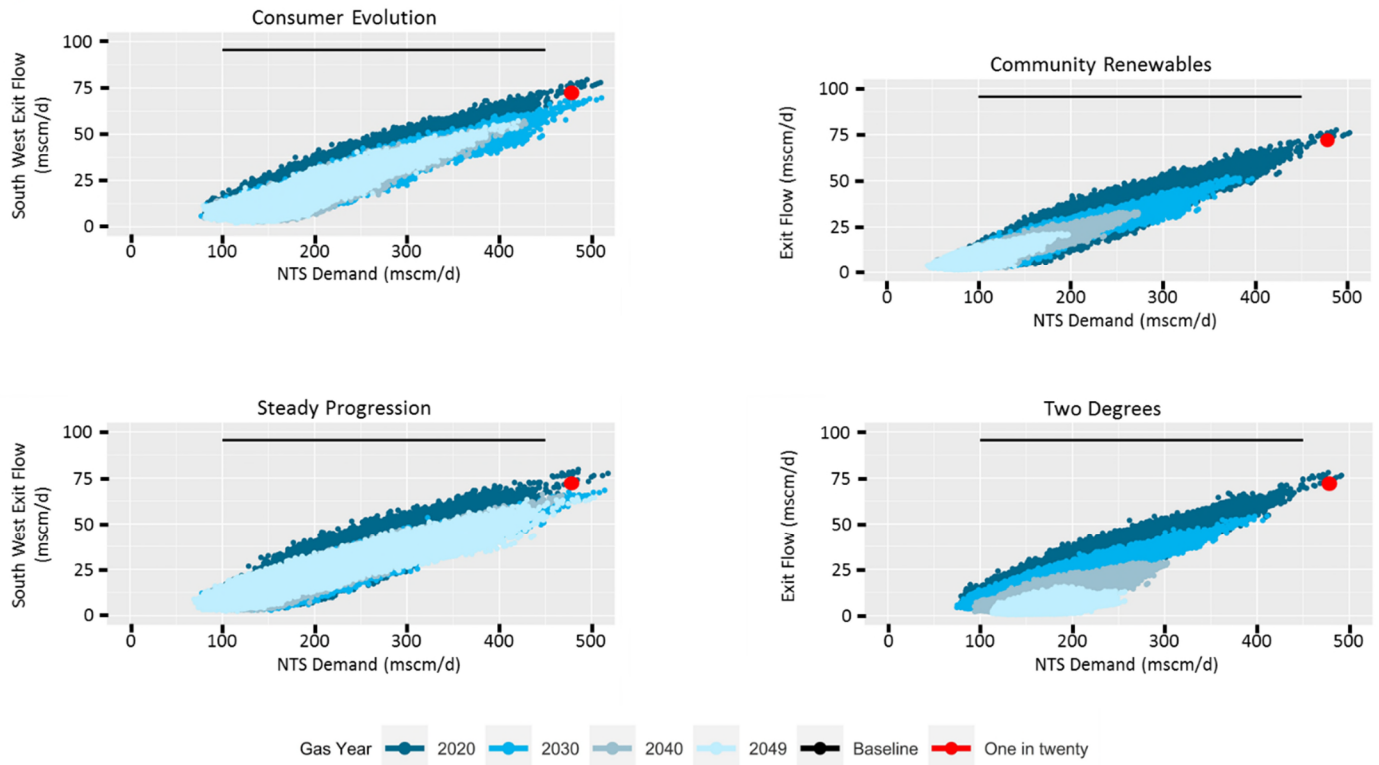 Consumer Evolution
South West Exit Flow
(mscm/d)
100
75
50
25
0
0 100 200 300 400 500
NTS Demand (mscm/d)
Community Renewables
Exit Flow (mscm/d)
100
75
50
25
0
0 100 200 300 400 500
NTS Demand (mscm/d)
Steady Progression
South West Exit Flow
(mscm/d)
100
75
50
25
0
0 100 200 300 400 500
NTS Demand (mscm/d)
Two Degrees
Exit Flow (mscm/d)
100
75
50
25
0
0 100 200 300 400 500
NTS Demand (mscm/d)
Gas Year 2020 2030 2040 2049 Baseline One in twenty